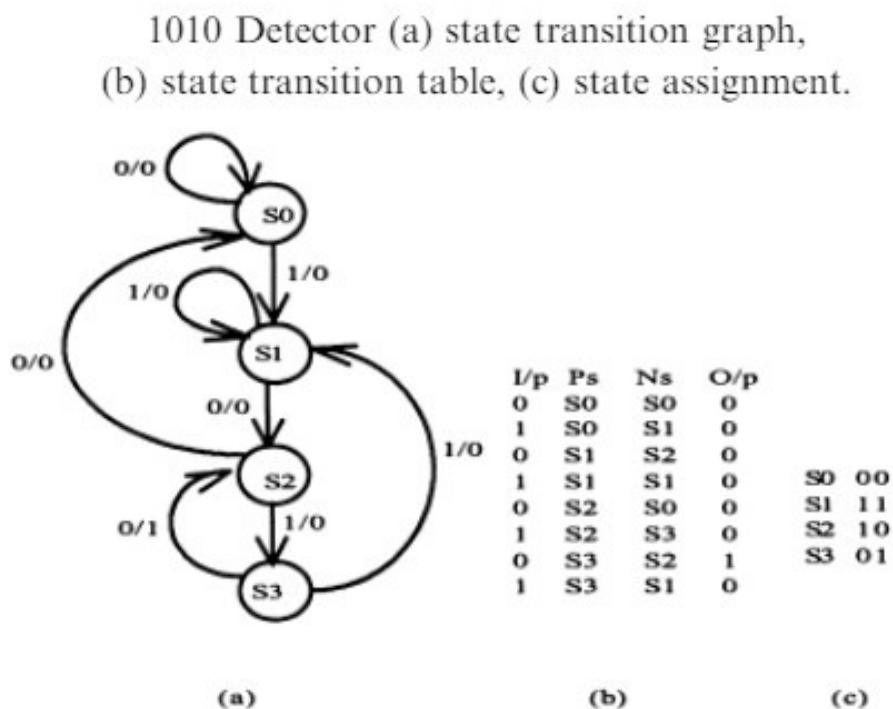 1010 Detector (a) state transition graph,
(b) state transition table, (c) state assignment.
0/0
S0
1/0
1/0
S1
0/0
0/0
S2
1/0
0/1
1/0
S3
(a)
I/p Ps Ns O/p
0 S0 S0 0
1 S0 S1 0
0 S1 S2 0
1 S1 S1 0
0 S2 S0 0
1 S2 S3 0
0 S3 S2 1
1 S3 S1 0
(b)
S0 00
S1 11
S2 10
S3 01
(c)